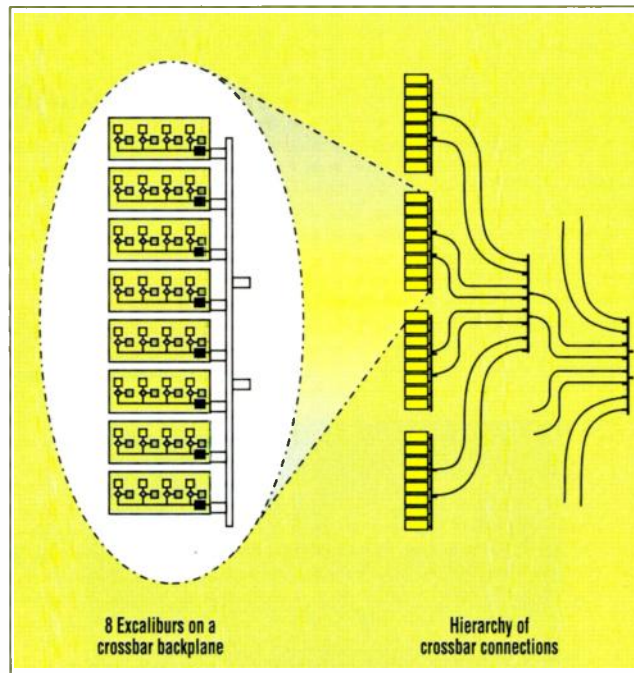 8 Excaliburs on a
crossbar backplane
Hierarchy of
crossbar connections